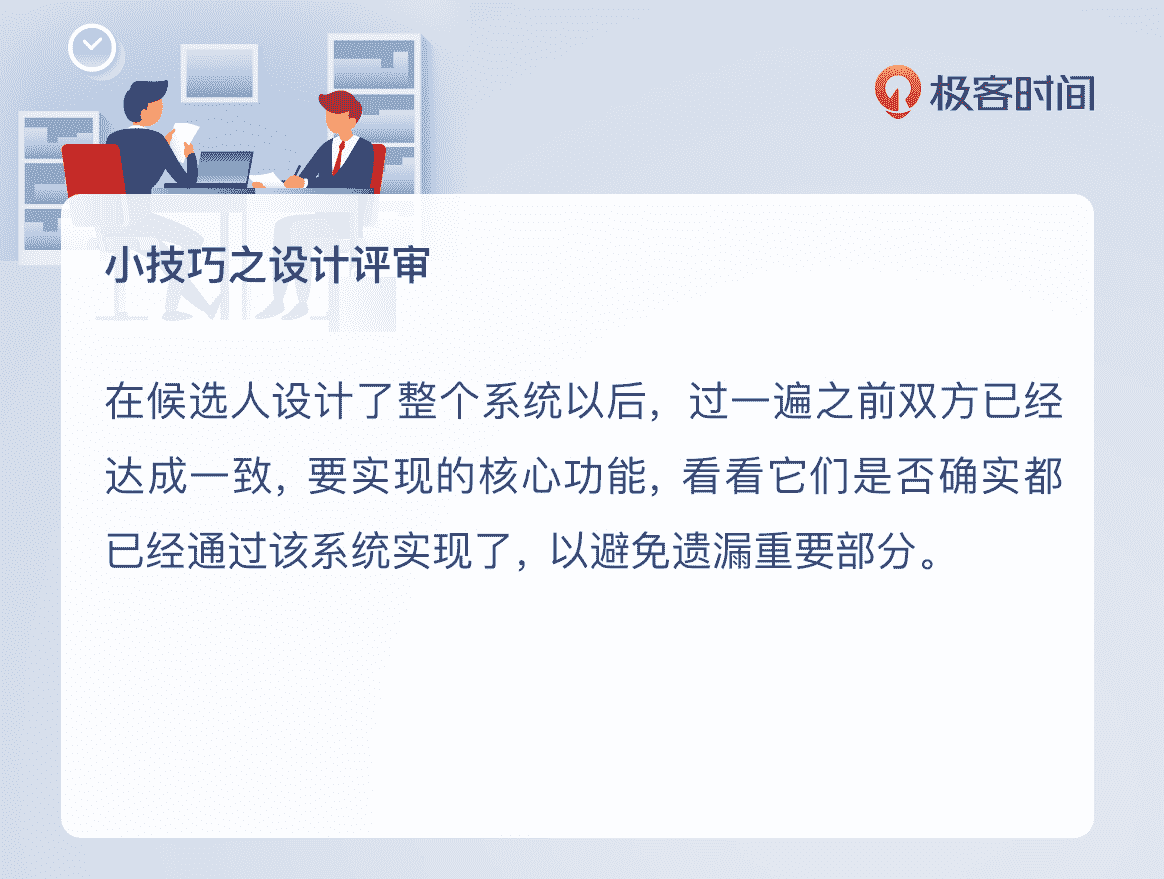 极客时间
小技巧之设计评审
在候选人设计了整个系统以后，过一遍之前双方已经
达成一致，要实现的核心功能，看看它们是否确实都
已经通过该系统实现了，以避免遗漏重要部分。